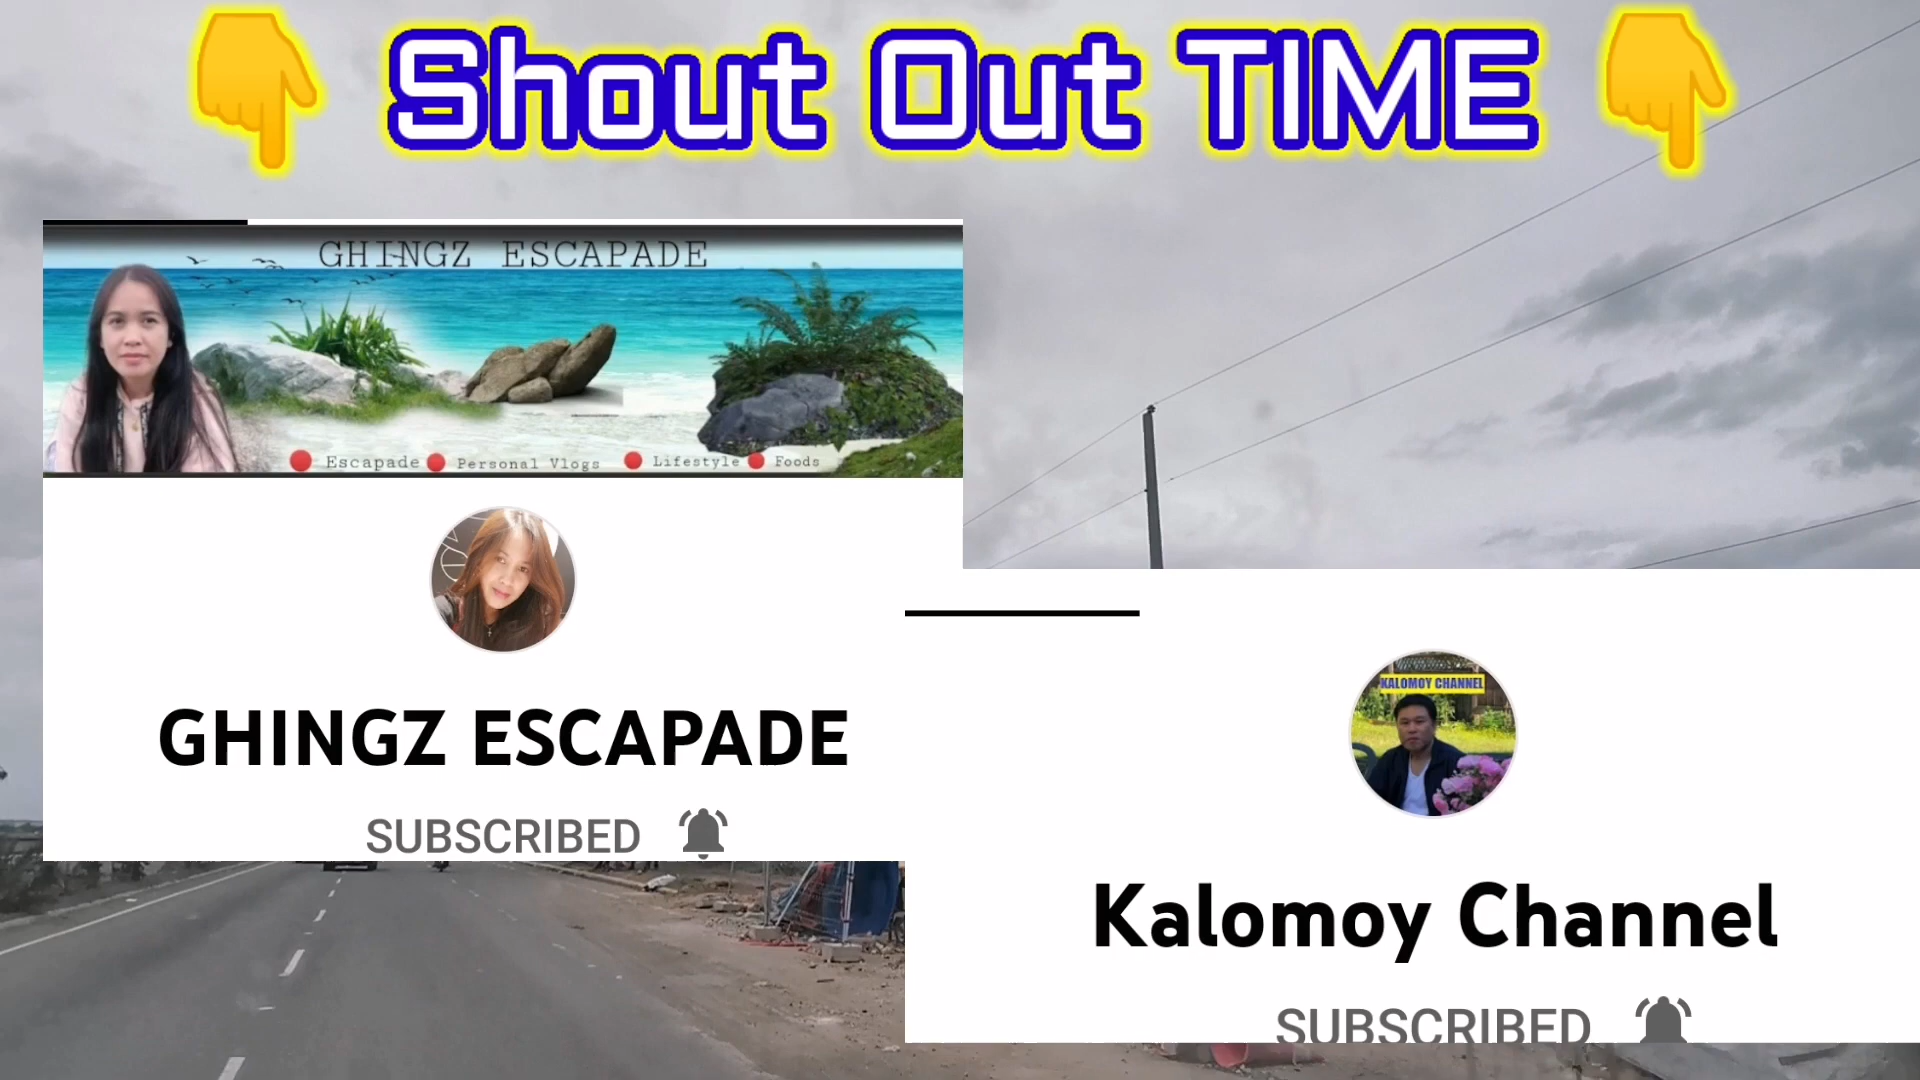 Shout Out TIME
GHINGZ ESCAPADE
Escapade Personal Vlogs Lifestyle Foods
GHINGZ ESCAPADE
SUBSCRIBED
KALOMOY CHANNEL
Kalomoy Channel
SUBSCRIBED